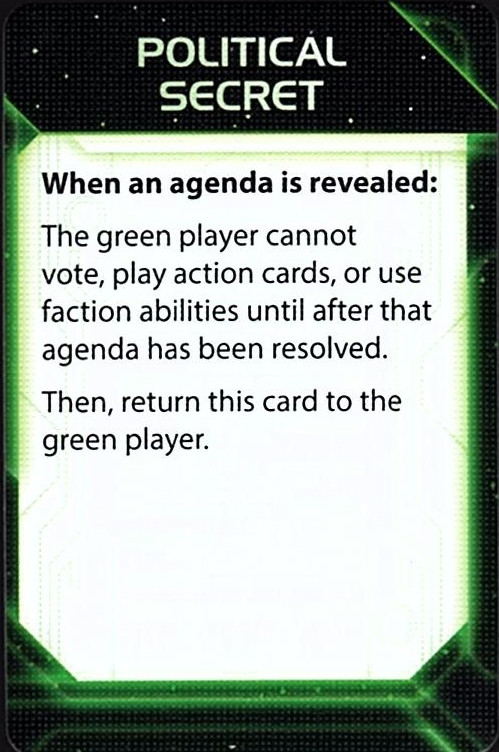 POLITICAL
SECRET
When an agenda is revealed:
The green player cannot
vote, play action cards, or use
faction abilities until after that
agenda has been resolved.
Then, return this card to the
green player.